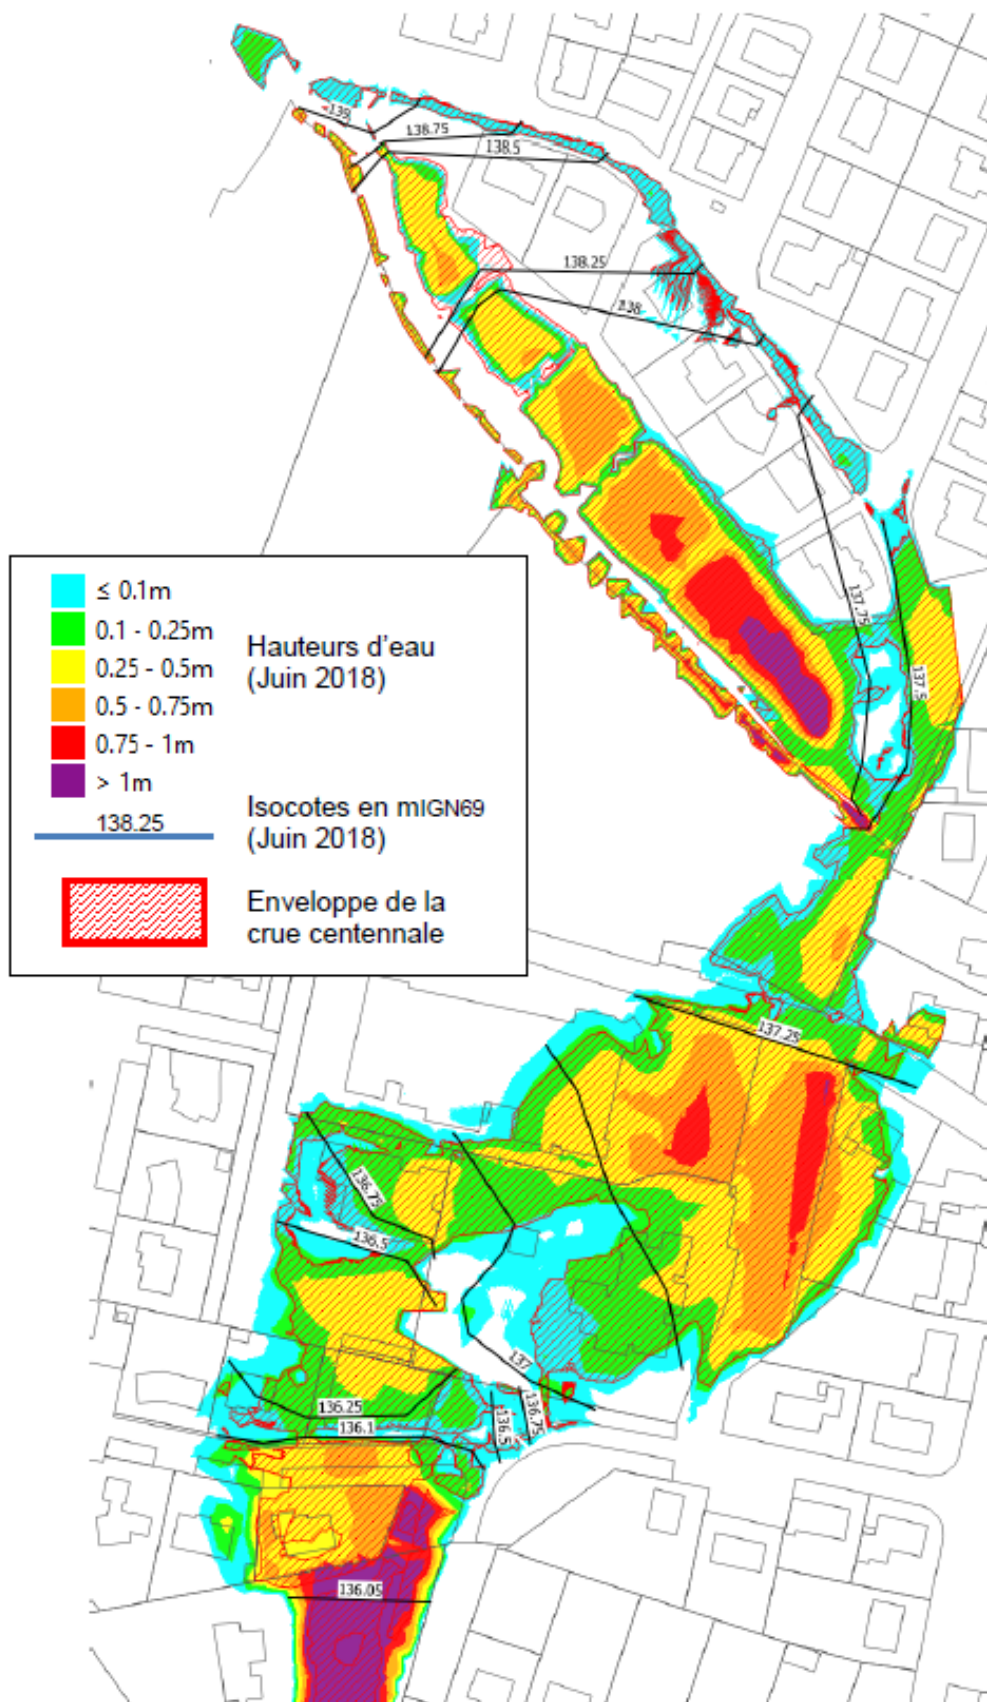 139
138.75
138.5
138.25
138
137.75
137.5
≤ 0.1m
0.1 - 0.25m
0.25 - 0.5m
0.5 - 0.75m
0.75 - 1m
> 1m
Hauteurs d'eau
(Juin 2018)
138.25
Isocotes en mIGN69
(Juin 2018)
Enveloppe de la
crue centennale
137.25
136.75
136.5
137
136.75
136.5
136.25
136.1
136.05